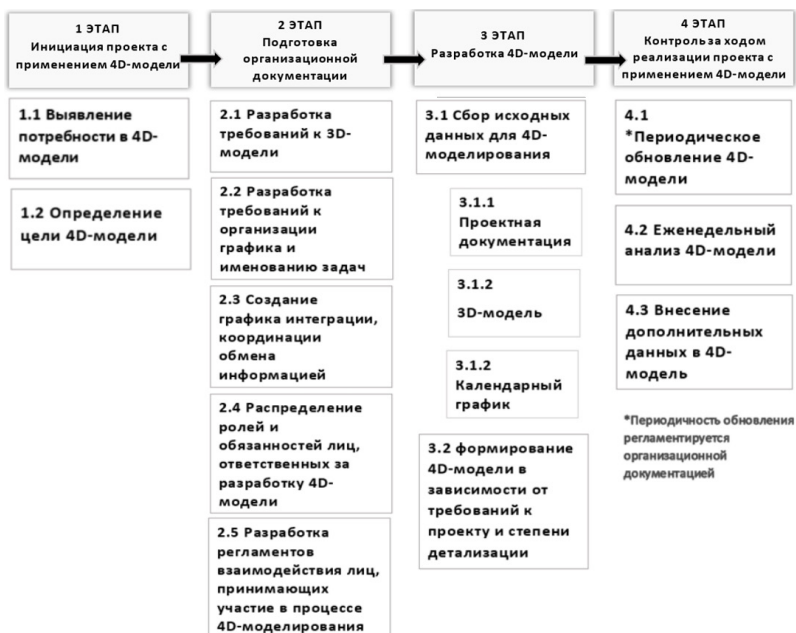 1 ЭТАП
Инициация проекта с
применением 4D-модели
2 ЭТАП
Подготовка
организационной
документации
3 ЭТАП
Разработка 4D-модели
4 ЭТАП
Контроль за ходом
реализации проекта с
применением 4D-модели
1.1 Выявление
потребности в 4D-
модели
1.2 Определение
цели 4D-модели
2.1 Разработка
требований к 3D-
модели
2.2 Разработка
требований к
организации
графика и
именованию задач
2.3 Создание
графика интеграции,
координации
обмена
информацией
2.4 Распределение
ролей и
обязанностей лиц,
ответственных за
разработку 4D-
модели
2.5 Разработка
регламентов
взаимодействия лиц,
принимающих
участие в процессе
4D-моделирования
3.1 Сбор исходных
данных для 4D-
моделирования
3.1.1
Проектная
документация
3.1.2
3D-модель
3.1.2
Календарный
график
3.2 формирование
4D-модели в
зависимости от
требований к
проекту и степени
детализации
4.1
*Периодическое
обновление 4D-
модели
4.2 Еженедельный
анализ 4D-модели
4.3 Внесение
дополнительных
данных в 4D-
модель
*Периодичность обновления
регламентируется
организационной
документацией